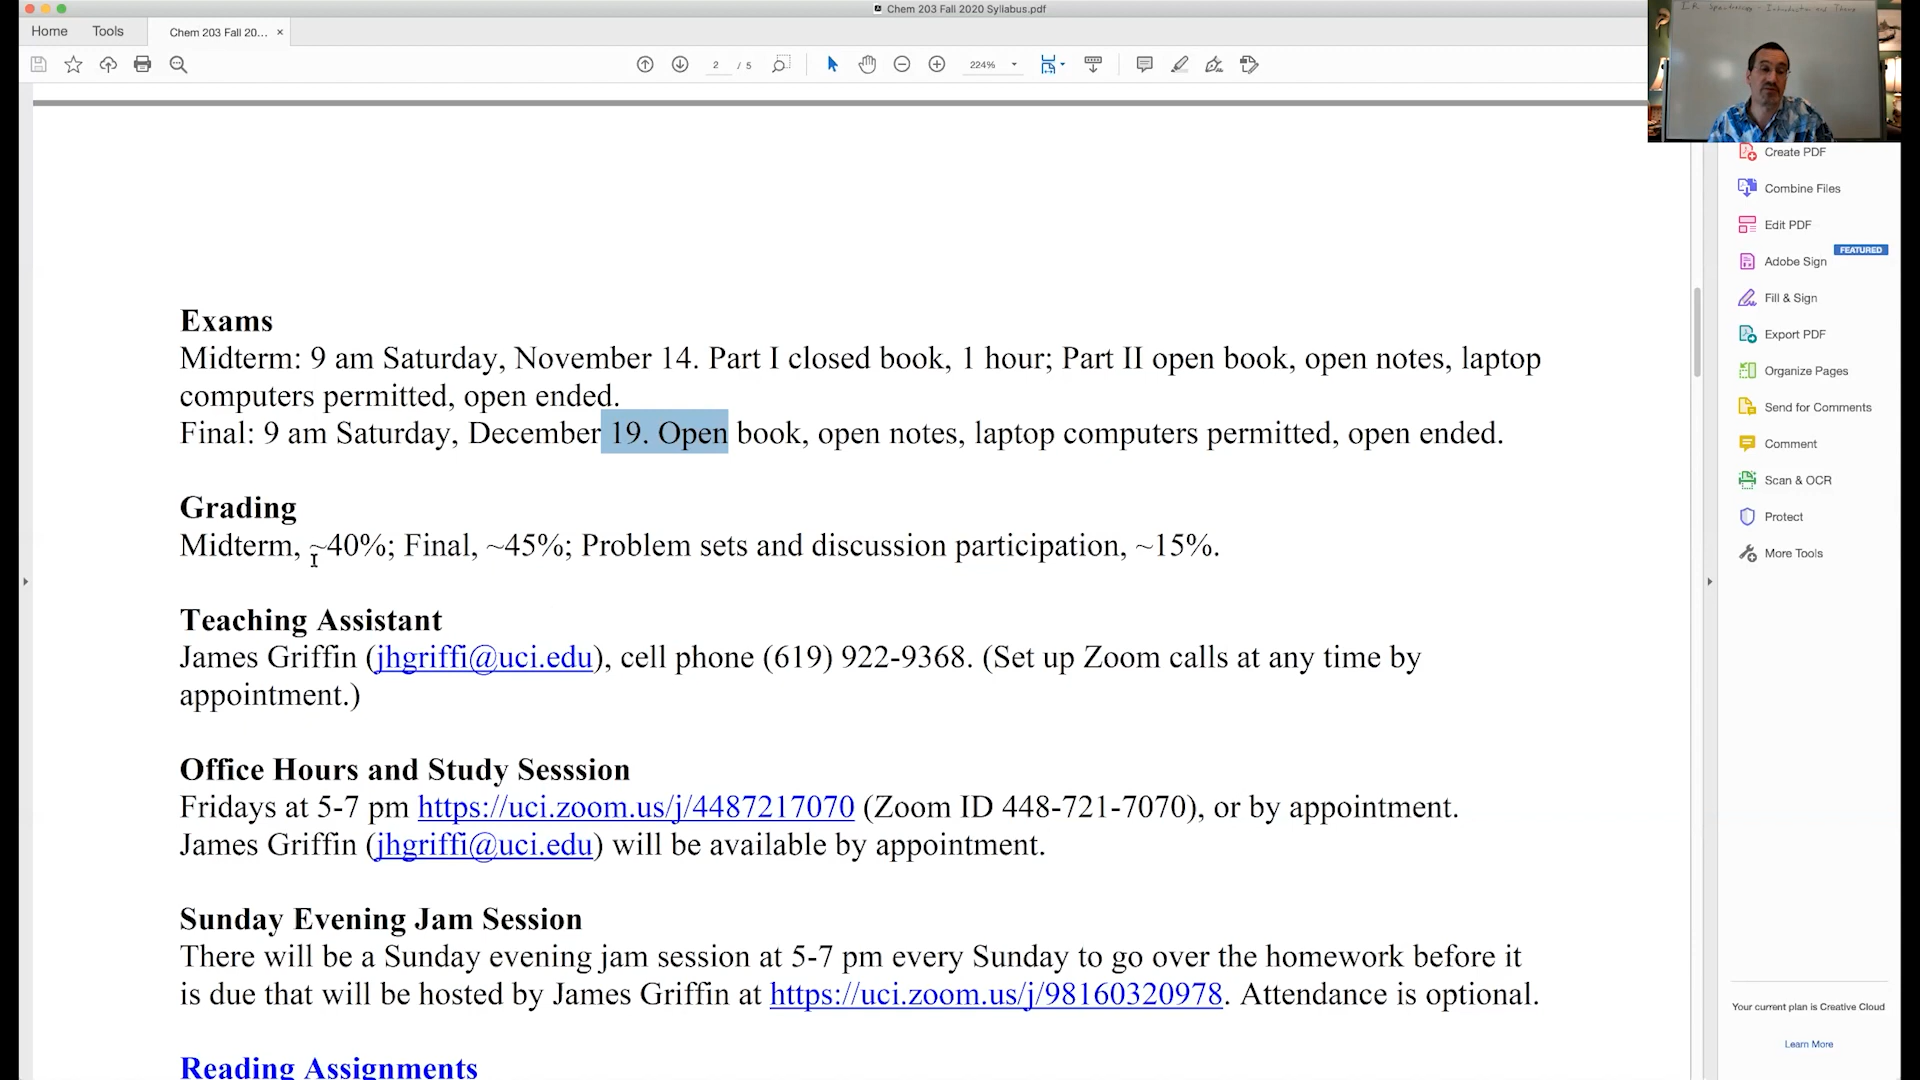 Chem 203 Fall 2020 Syllabus.pdf
Home Tools Chem 203 Fall 20... ×
2 / 5 224%
Exams
Midterm: 9 am Saturday, November 14. Part I closed book, 1 hour; Part II open book, open notes, laptop
computers permitted, open ended.
Final: 9 am Saturday, December 19. Open book, open notes, laptop computers permitted, open ended.
Grading
Midterm, ~40%; Final, ~45%; Problem sets and discussion participation, ~15%.
Teaching Assistant
James Griffin (jhgriffi@uci.edu), cell phone (619) 922-9368. (Set up Zoom calls at any time by
appointment.)
Office Hours and Study Sesssion
Fridays at 5-7 pm https://uci.zoom.us/j/4487217070 (Zoom ID 448-721-7070), or by appointment.
James Griffin (jhgriffi@uci.edu) will be available by appointment.
Sunday Evening Jam Session
There will be a Sunday evening jam session at 5-7 pm every Sunday to go over the homework before it
is due that will be hosted by James Griffin at https://uci.zoom.us/j/98160320978. Attendance is optional.
Reading Assignments
Create PDF
Combine Files
Edit PDF
FEATURED
Adobe Sign
Fill & Sign
Export PDF
Organize Pages
Send for Comments
Comment
Scan & OCR
Protect
More Tools
Your current plan is Creative Cloud
Learn More